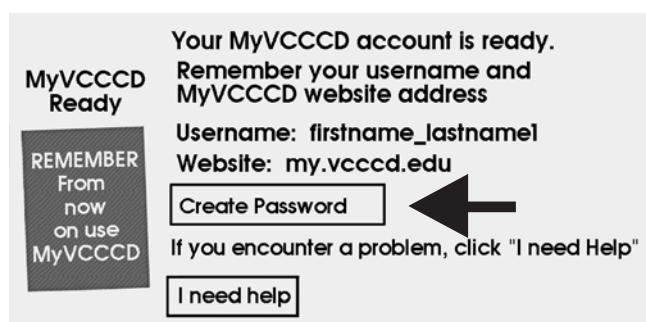 Your MyVCCCD account is ready.
MyVCCCD
Ready
Remember your username and
MyVCCCD website address
Username: firstname_lastname1
Website: my.vcccd.edu
REMEMBER
From
now
on use
MyVCCCD
Create Password
If you encounter a problem, click "I need Help"
I need help